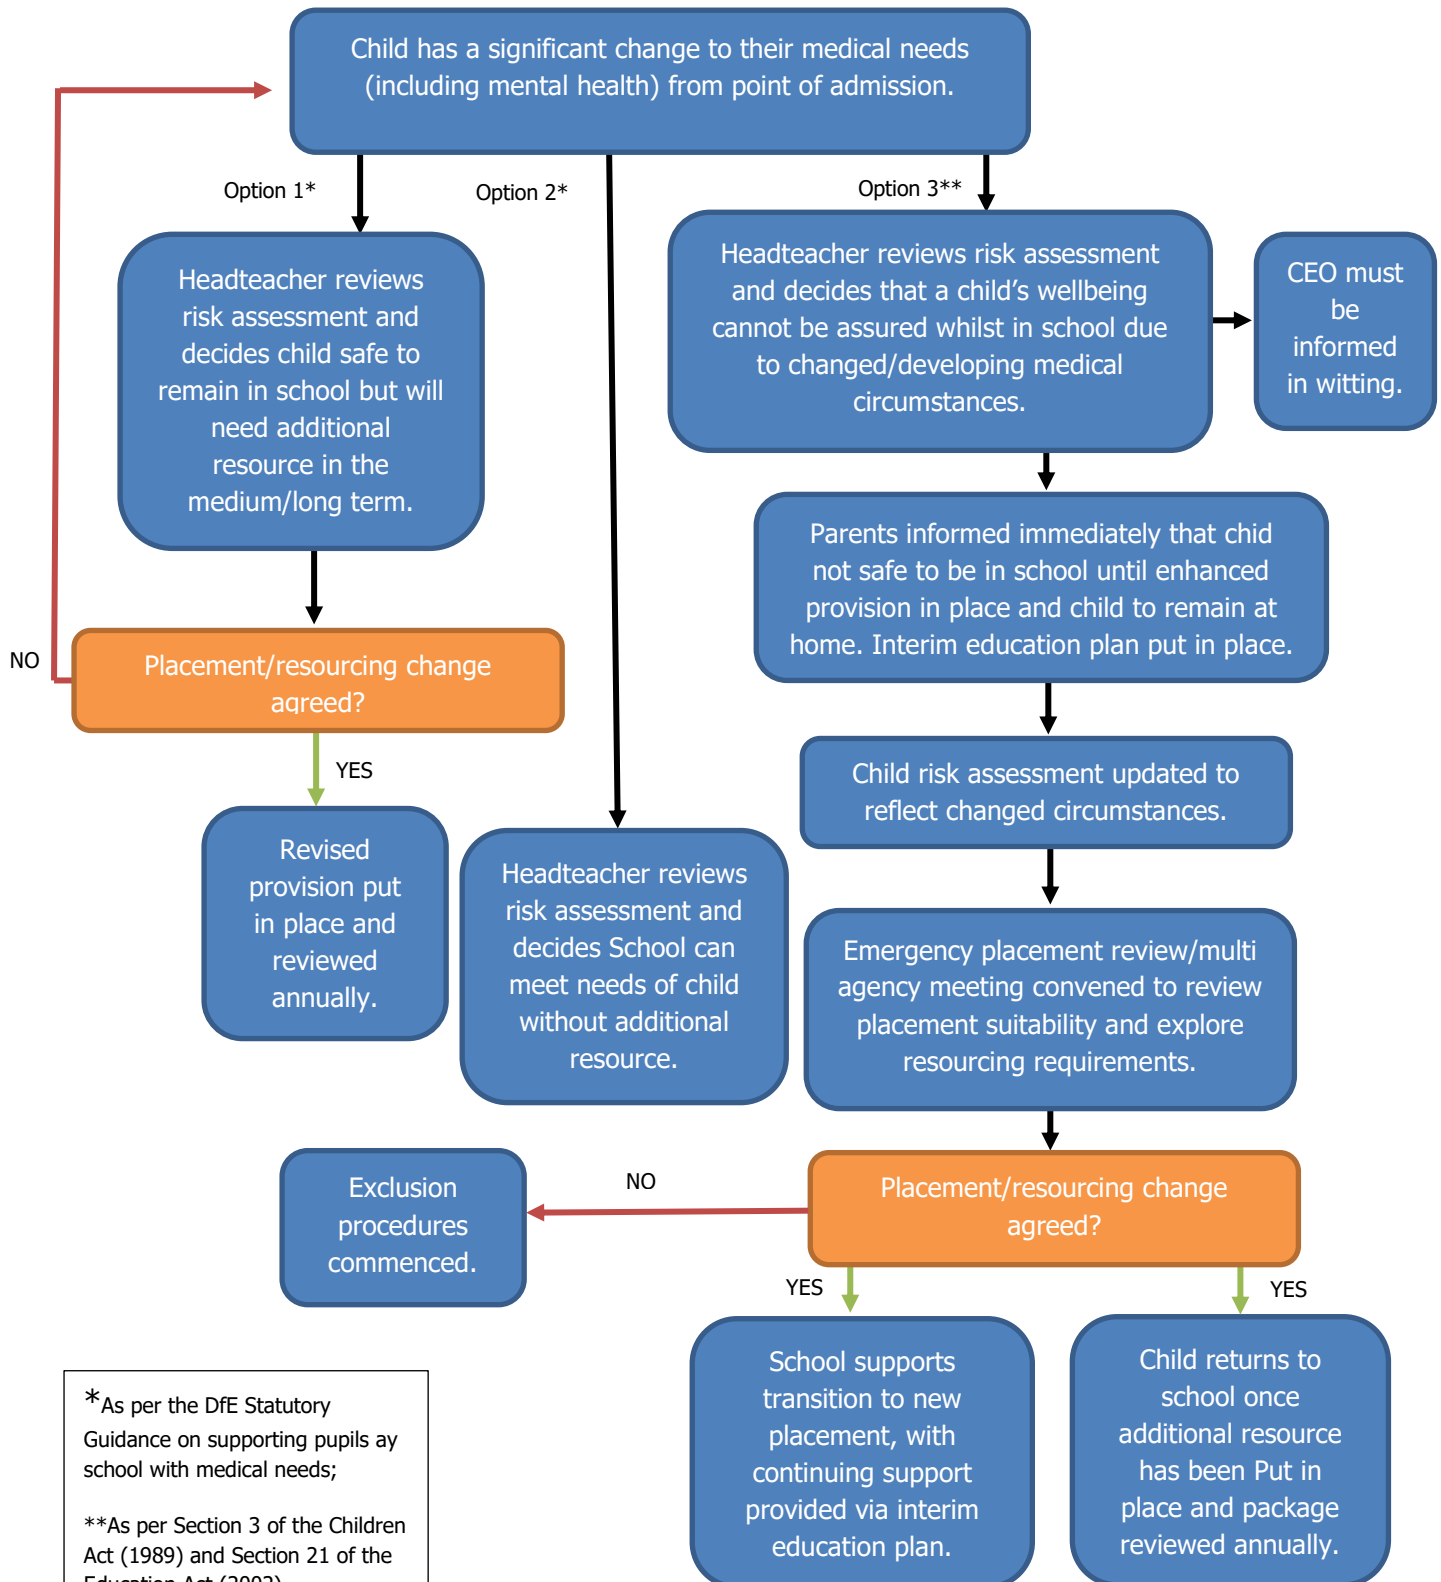 Child has a significant change to their medical needs
(including mental health) from point of admission.
Option 1*
Option 2*
Option 3**
Headteacher reviews
risk assessment and
decides child safe to
remain in school but will
need additional
resource in the
medium/long term.
Headteacher reviews risk assessment
and decides that a child's wellbeing
cannot be assured whilst in school due
to changed/developing medical
circumstances.
CEO must
be
informed
in witting.
Parents informed immediately that chid
not safe to be in school until enhanced
provision in place and child to remain at
home. Interim education plan put in place.
NO
Placement/resourcing change
agreed?
YES
Child risk assessment updated to
reflect changed circumstances.
Revised
provision put
in place and
reviewed
annually.
Headteacher reviews
risk assessment and
decides School can
meet needs of child
without additional
resource.
Emergency placement review/multi
agency meeting convened to review
placement suitability and explore
resourcing requirements.
Exclusion
procedures
commenced.
NO
Placement/resourcing change
agreed?
YES
YES
School supports
transition to new
placement, with
continuing support
provided via interim
education plan.
Child returns to
school once
additional resource
has been Put in
place and package
reviewed annually.
*As per the DfE Statutory
Guidance on supporting pupils ay
school with medical needs;
**As per Section 3 of the Children
Act (1989) and Section 21 of the
Education Act (2002)